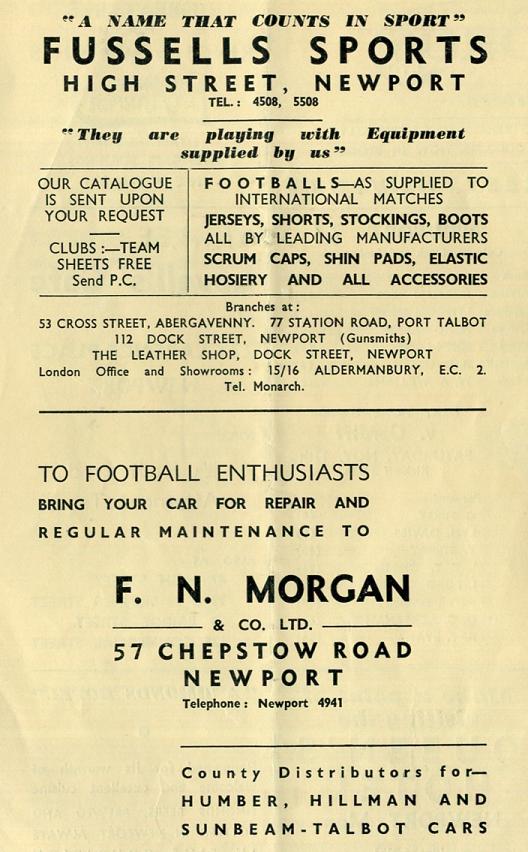 "A NAME THAT COUNTS IN SPORT"
FUSSELLS SPORTS
HIGH STREET, NEWPORT
TEL.: 4508, 5508
"They are playing with Equipment
supplied by us"
OUR CATALOGUE
IS SENT UPON
YOUR REQUEST
CLUBS:—TEAM
SHEETS FREE
Send P.C.
FOOTBALLS—AS SUPPLIED TO
INTERNATIONAL MATCHES
JERSEYS, SHORTS, STOCKINGS, BOOTS
ALL BY LEADING MANUFACTURERS
SCRUM CAPS, SHIN PADS, ELASTIC
HOSIERY AND ALL ACCESSORIES
Branches at:
53 CROSS STREET, ABERGAVENNY. 77 STATION ROAD, PORT TALBOT
112 DOCK STREET, NEWPORT (Gunsmiths)
THE LEATHER SHOP, DOCK STREET, NEWPORT
London Office and Showrooms: 15/16 ALDERMANBURY, E.C. 2.
Tel. Monarch.
TO FOOTBALL ENTHUSIASTS
BRING YOUR CAR FOR REPAIR AND
REGULAR MAINTENANCE TO
F. N. MORGAN
& CO. LTD.
57 CHEPSTOW ROAD
NEWPORT
Telephone: Newport 4941
County Distributors for—
HUMBER, HILLMAN AND
SUNBEAM-TALBOT CARS